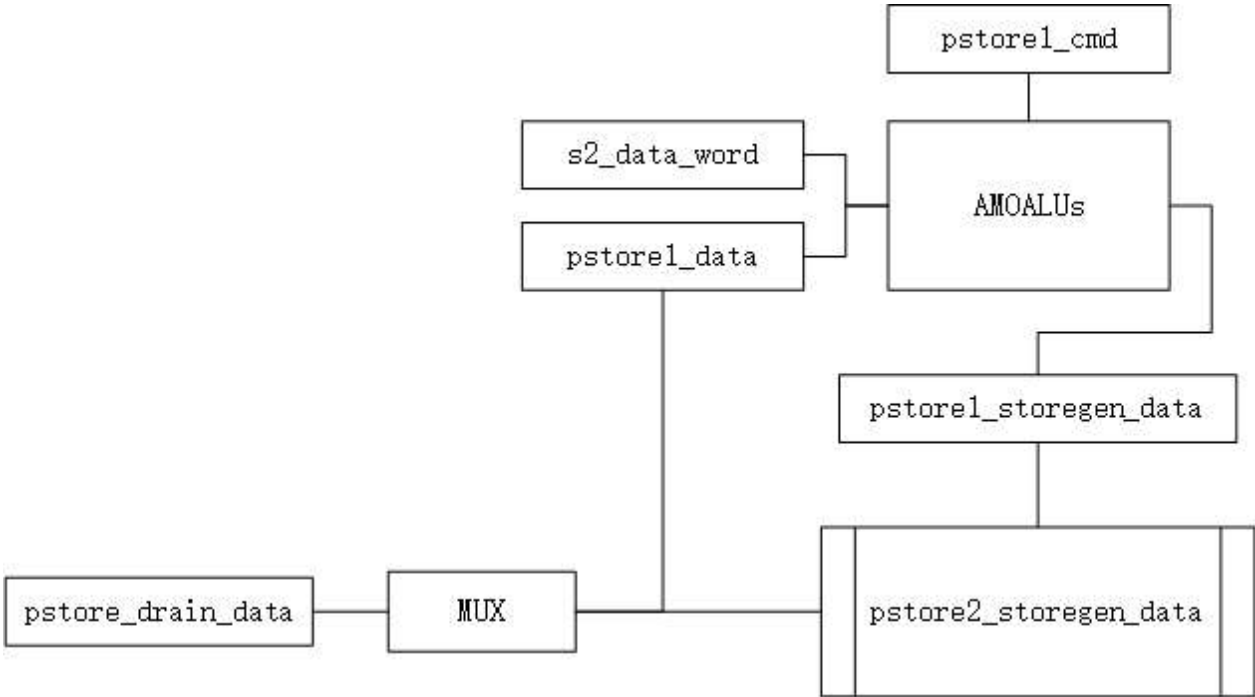 pstore1_cmd
s2_data_word
AMOALUs
pstore1_data
pstore1_storegen_data
pstore_drain_data
MUX
pstore2_storegen_data